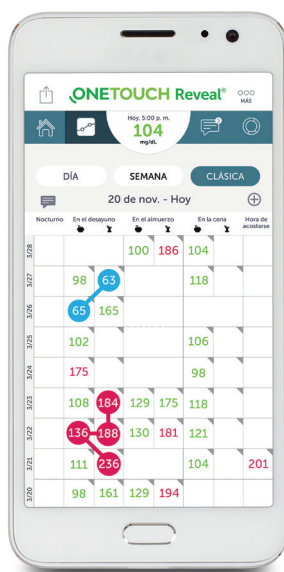 ONETOUCH Reveal®
MÁS
Hoy, 5:00 p. m.
104
mg/dL
3
DÍA SEMANA CLÁSICA
20 de nov. - Hoy
Nocturno En el desayuno En el almuerzo En la cena Hora de
acostarse
3/28 100 186 104
3/27 98 63 118
3/26 65 165
3/25 102 106
3/24 175 98
3/23 108 184 129 175 118
3/22 136 188 130 181 121
3/21 111 236 104 201
3/20 98 161 129 194